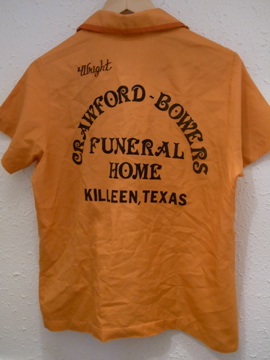 Wright
CRAWFORD-BOWERS
FUNERAL
HOME
KILLEEN, TEXAS